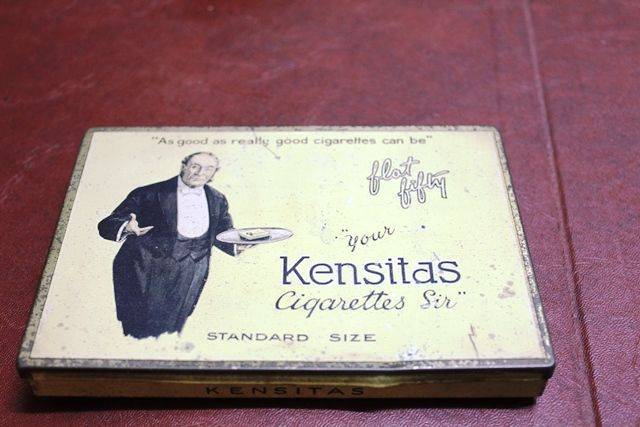 "As good as really good cigarettes can be"
flat
fifty
"your
Kensitas
Cigarettes Sir"
STANDARD SIZE
KENSITAS